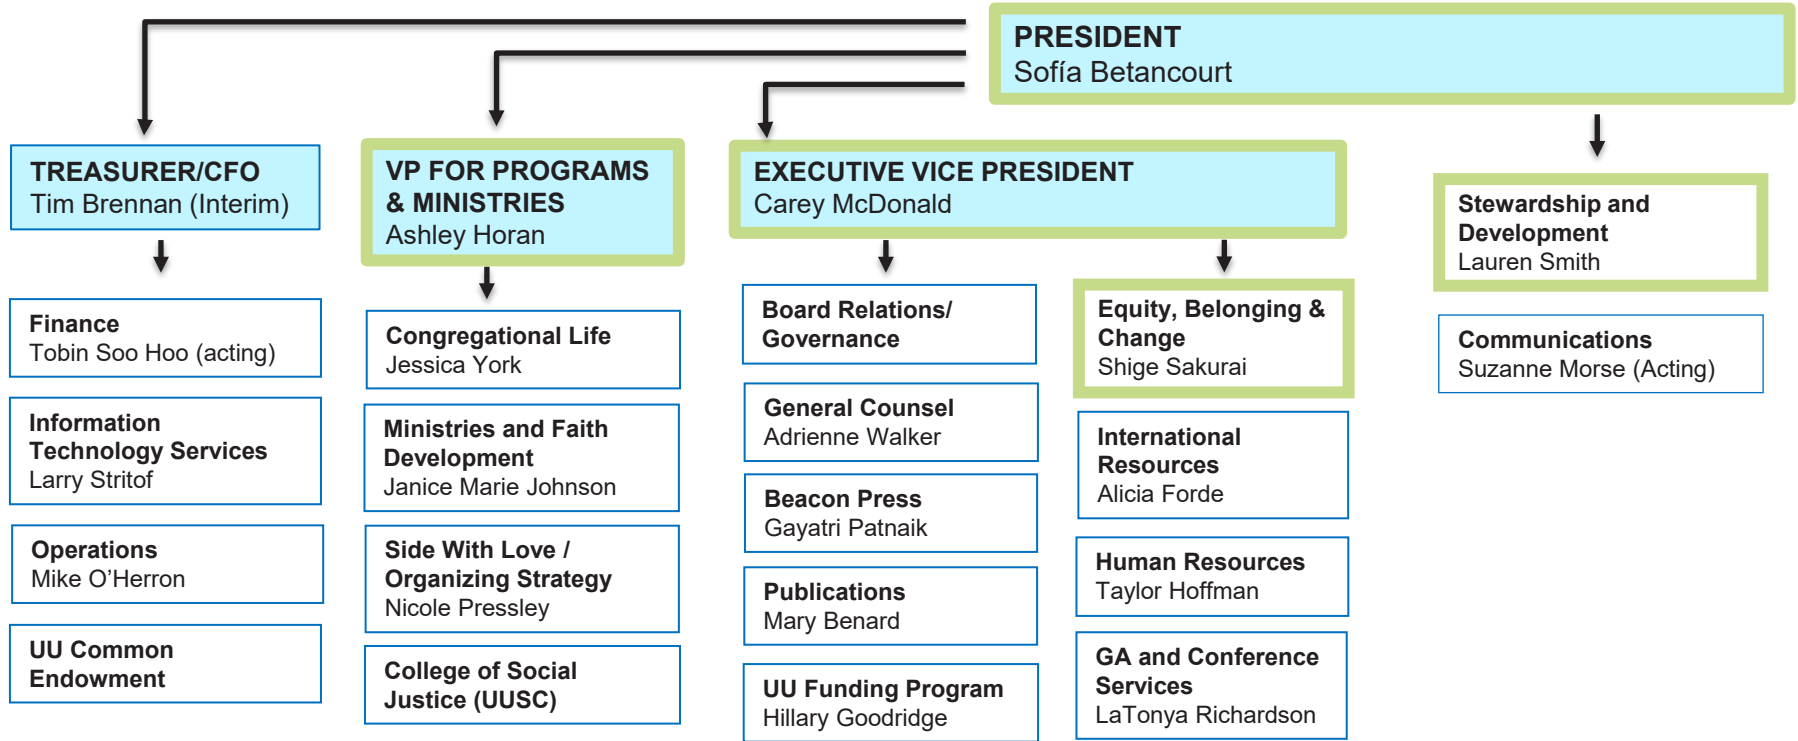 PRESIDENT
Sofía Betancourt
TREASURER/CFO
Tim Brennan (Interim)
Finance
Tobin Soo Hoo (acting)
Information
Technology Services
Larry Stritof
Operations
Mike O’Herron
UU Common
Endowment
VP FOR PROGRAMS
& MINISTRIES
Ashley Horan
Congregational Life
Jessica York
Ministries and Faith
Development
Janice Marie Johnson
Side With Love /
Organizing Strategy
Nicole Pressley
College of Social
Justice (UUSC)
EXECUTIVE VICE PRESIDENT
Carey McDonald
Board Relations/
Governance
General Counsel
Adrienne Walker
Beacon Press
Gayatri Patnaik
Publications
Mary Benard
UU Funding Program
Hillary Goodridge
Equity, Belonging &
Change
Shige Sakurai
International
Resources
Alicia Forde
Human Resources
Taylor Hoffman
GA and Conference
Services
LaTonya Richardson
Stewardship and
Development
Lauren Smith
Communications
Suzanne Morse (Acting)